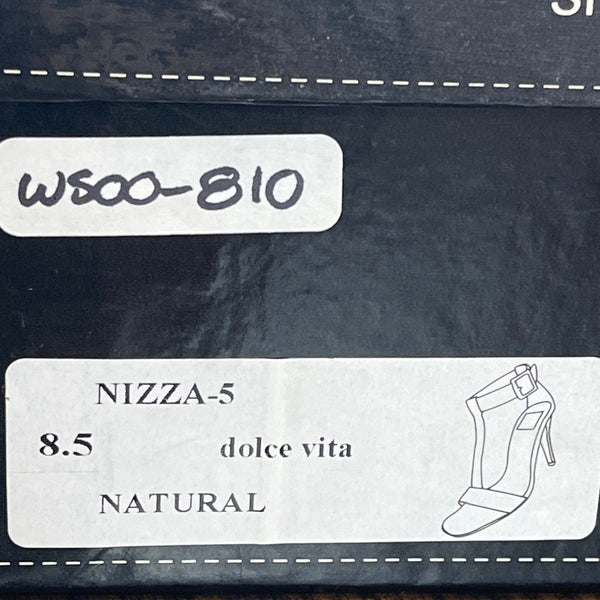 WS00-810
NIZZA-5
8.5 dolce vita
NATURAL